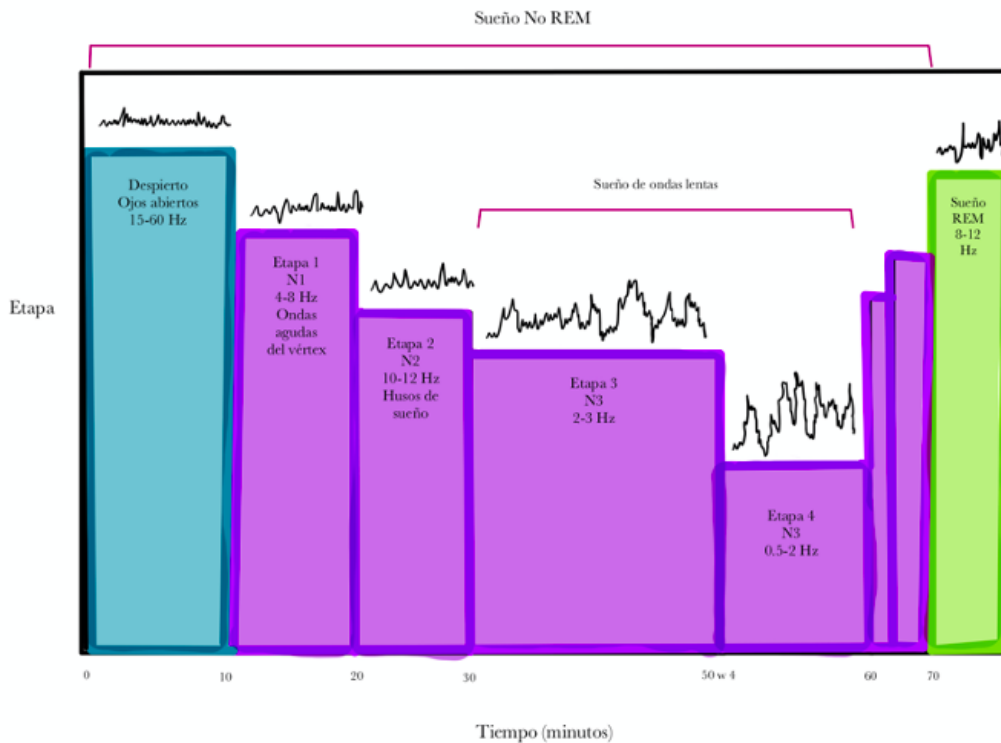 Sueño No REM
Despierto
Ojos abiertos
15-60 Hz
Etapa 1
N1
4-8 Hz
Ondas
agudas
del vértex
Etapa 2
N2
10-12 Hz
Husos de
sueño
Sueño de ondas lentas
Etapa 3
N3
2-3 Hz
Etapa 4
N3
0.5-2 Hz
Sueño
REM
8-12
Hz
Etapa
0 10 20 30 50 w 4 60 70
Tiempo (minutos)